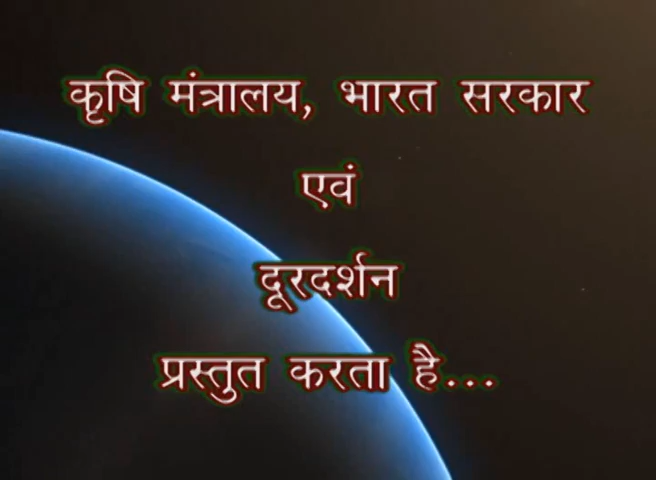 कृषि मंत्रालय, भारत सरकार
एवं
दूरदर्शन
प्रस्तुत करता है...